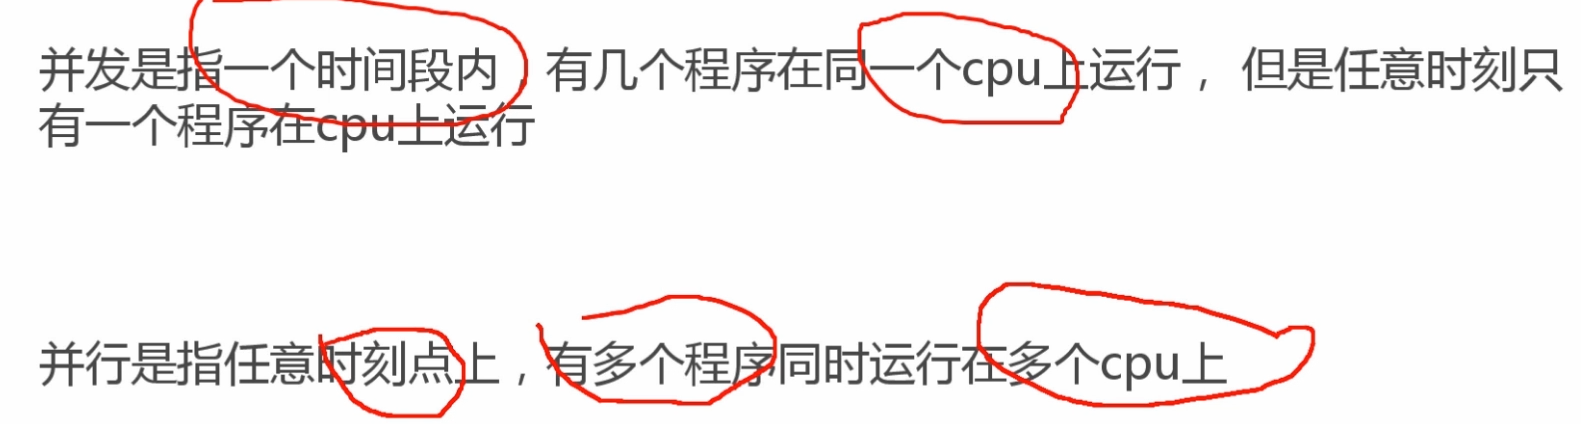 并发是指一个时间段内，有几个程序在同一个cpu上运行， 但是任意时刻只
有一个程序在cpu上运行
并行是指任意时刻点上，有多个程序同时运行在多个cpu上